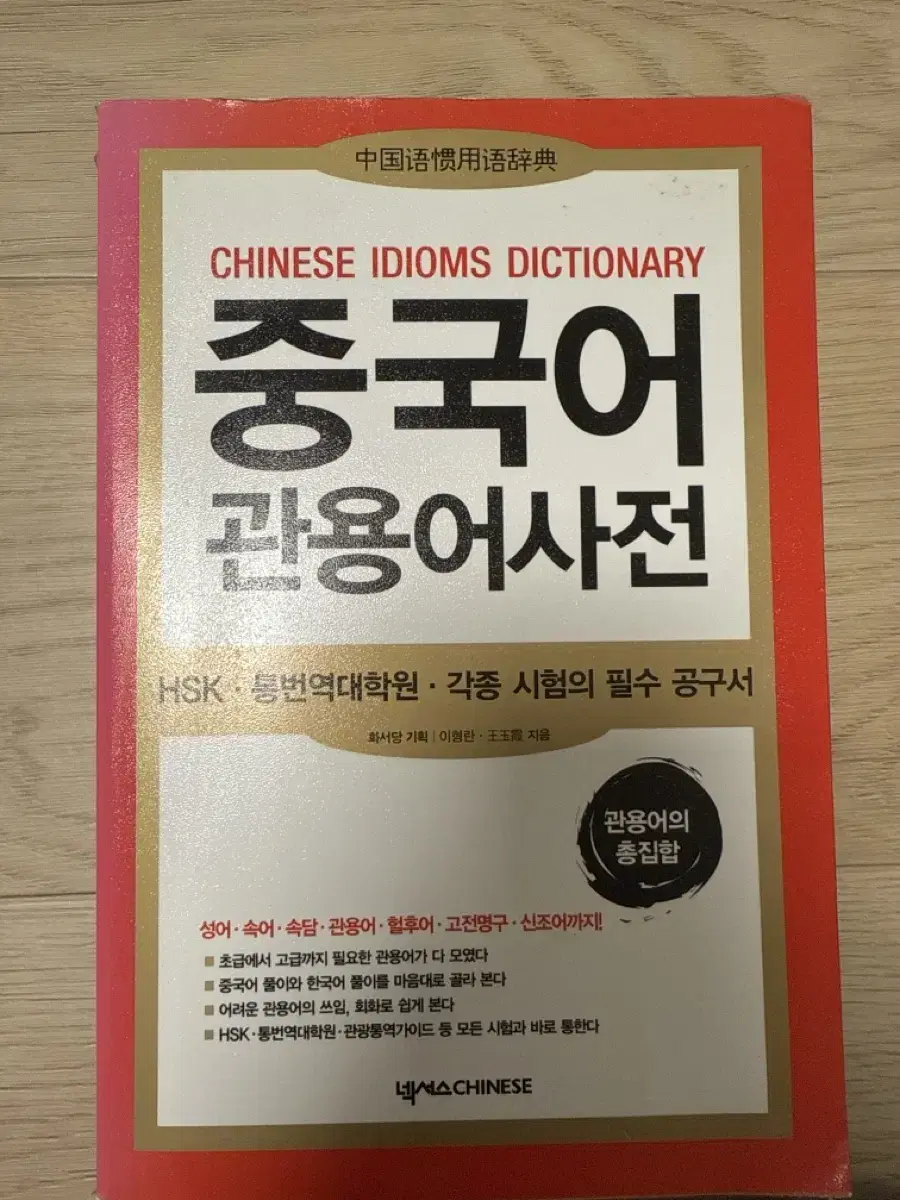 中国语惯用语辞典
CHINESE IDIOMS DICTIONARY
중국어
관용어사전
HSK · 통번역대학원 · 각종 시험의 필수 공구서
화서당 기획 | 이형란 · 王玉霞 지음
관용어의
총집합
성어 · 속어 · 속담 · 관용어 · 헐후어 · 고전명구 · 신조어까지!
■ 초급에서 고급까지 필요한 관용어가 다 모였다
■ 중국어 풀이와 한국어 풀이를 마음대로 골라 본다
■ 어려운 관용어의 쓰임, 회화로 쉽게 본다
■ HSK · 통번역대학원 · 관광통역가이드 등 모든 시험과 바로 통한다
넥서스CHINESE